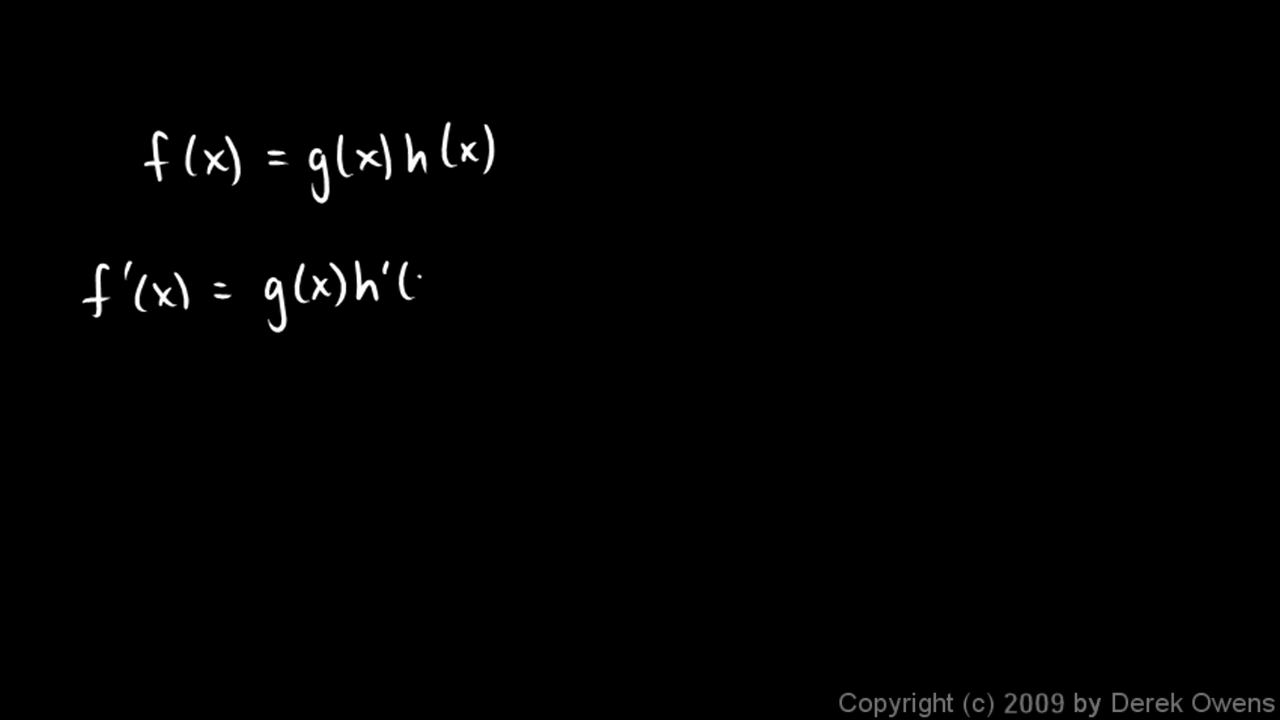 f(x) = g(x)h(x)
f'(x) = g(x)h'(
Copyright (c) 2009 by Derek Owens